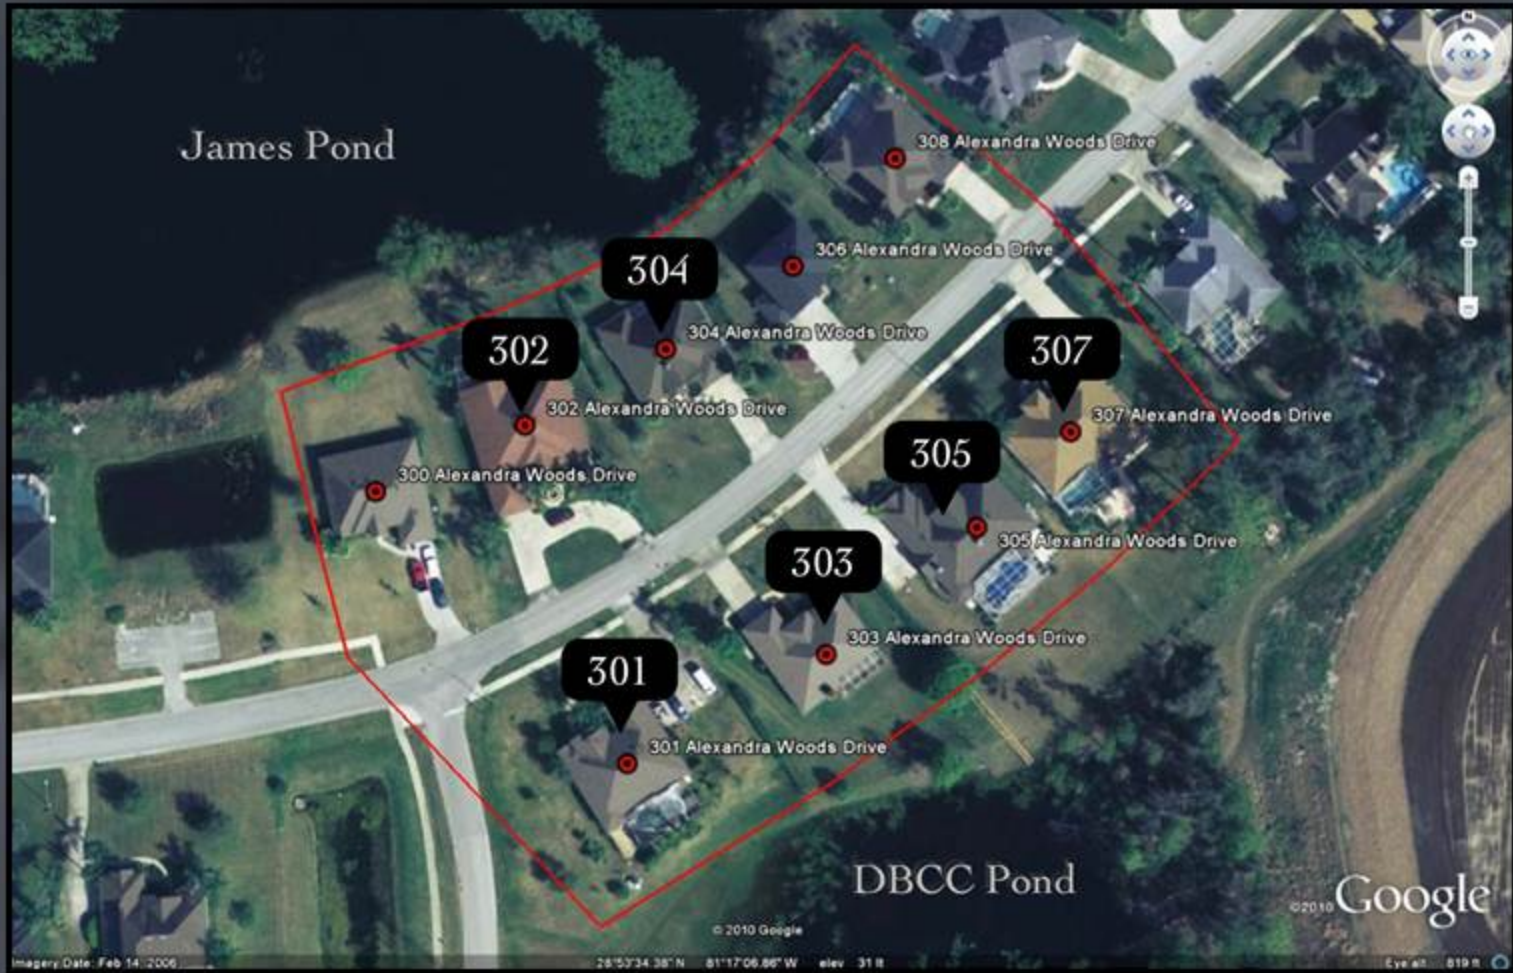 N
James Pond
308 Alexandra Woods Drive
306 Alexandra Woods Drive
304
304 Alexandra Woods Drive
302
302 Alexandra Woods Drive
307
307 Alexandra Woods Drive
305
305 Alexandra Woods Drive
300 Alexandra Woods Drive
303
303 Alexandra Woods Drive
301
301 Alexandra Woods Drive
DBCC Pond
©2010 Google
© 2010 Google
Imagery Date: Feb 14, 2006
28°53'34.38" N 81°17'06.86" W elev 31 ft
Eye alt 819 ft